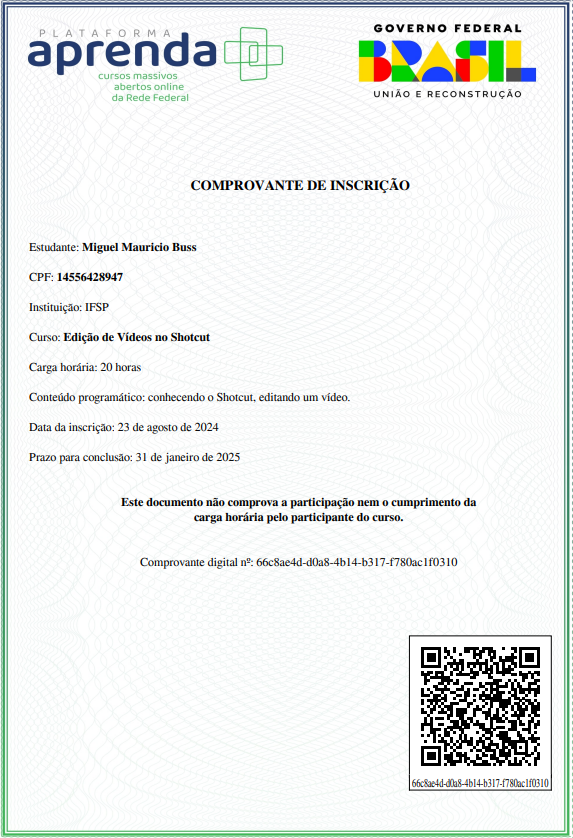 PLATAFORMA
aprenda
cursos massivos
abertos online
da Rede Federal
GOVERNO FEDERAL
BRASIL
UNIÃO E RECONSTRUÇÃO
COMPROVANTE DE INSCRIÇÃO
Estudante: Miguel Mauricio Buss
CPF: 14556428947
Instituição: IFSP
Curso: Edição de Vídeos no Shotcut
Carga horária: 20 horas
Conteúdo programático: conhecendo o Shotcut, editando um vídeo.
Data da inscrição: 23 de agosto de 2024
Prazo para conclusão: 31 de janeiro de 2025
Este documento não comprova a participação nem o cumprimento da
carga horária pelo participante do curso.
Comprovante digital nº: 66c8ae4d-d0a8-4b14-b317-f780ac1f0310
66c8ae4d-d0a8-4b14-b317-f780ac1f0310